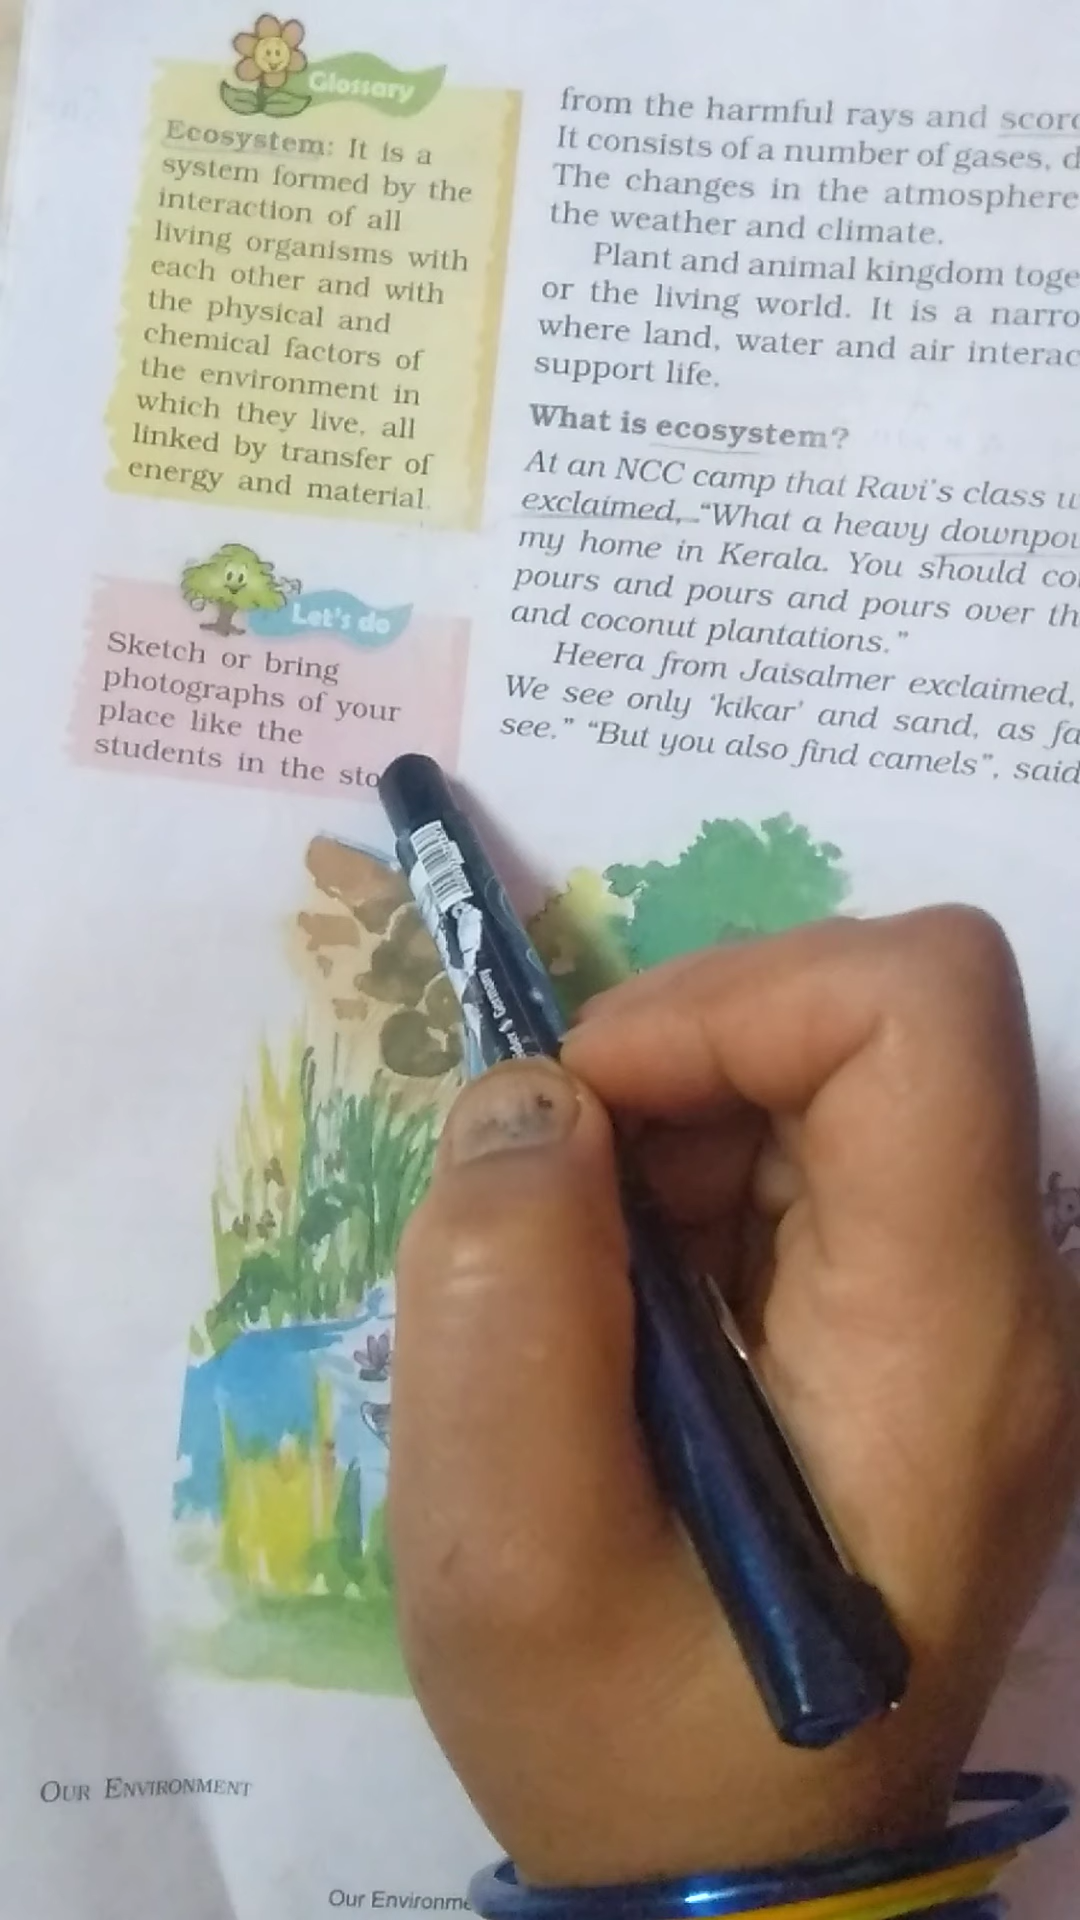 Glossary
Ecosystem: It is a
system formed by the
interaction of all
living organisms with
each other and with
the physical and
chemical factors of
the environment in
which they live, all
linked by transfer of
energy and material.
Let's do
Sketch or bring
photographs of your
place like the
students in the
from the harmful rays and
It consists of a number of gases,
The changes in the atmosphere
the weather and climate.
Plant and animal kingdom
or the living world. It is a
where land, water and air
support life.
What is ecosystem?
At an NCC camp that Ravi's class
exclaimed, "What a heavy
my home in Kerala. You should
pours and pours and pours over
and coconut plantations."
Heera from Jaisalmer exclaimed,
We see only 'kikar' and sand, as
see." "But you also find camels", said
Germany
OUR ENVIRONMENT
Our